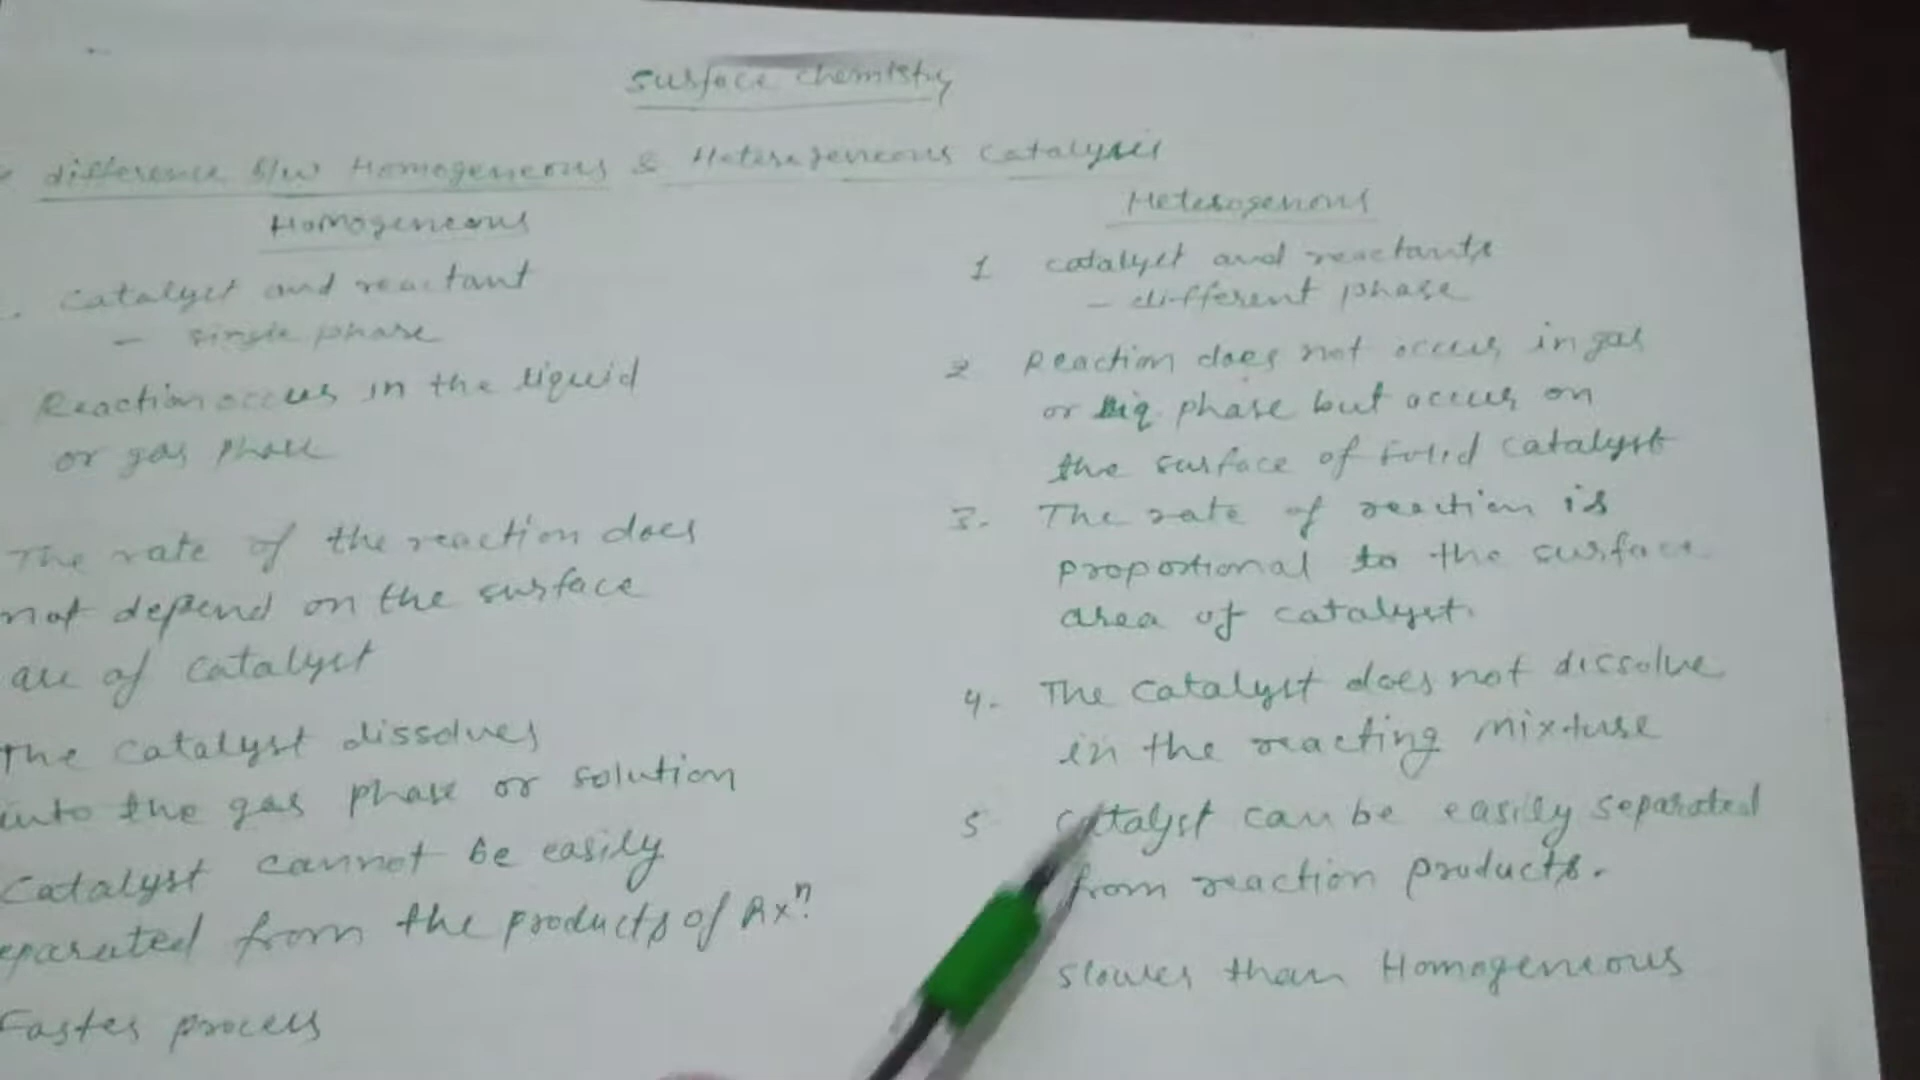 Surface chemistry
difference b/w Homogeneous & Heterogeneous Catalysis
Homogeneous
catalyst and reactant
- single phase
Reaction occurs in the liquid
or gas phase
The rate of the reaction does
not depend on the surface
are of catalyst
The catalyst dissolves
into the gas phase or solution
Catalyst cannot be easily
eparated from the products of Rxⁿ.
Faster process
Heterogenous
1 catalyst and reactants
- different phase
2 Reaction does not occurs in gas
or liq. phase but occurs on
the surface of solid catalyst
3. The rate of reaction is
proportional to the surface
area of catalyst.
4. The catalyst does not dissolve
in the reacting mixture
5 catalyst can be easily separated
from reaction products.
slower than Homogeneous